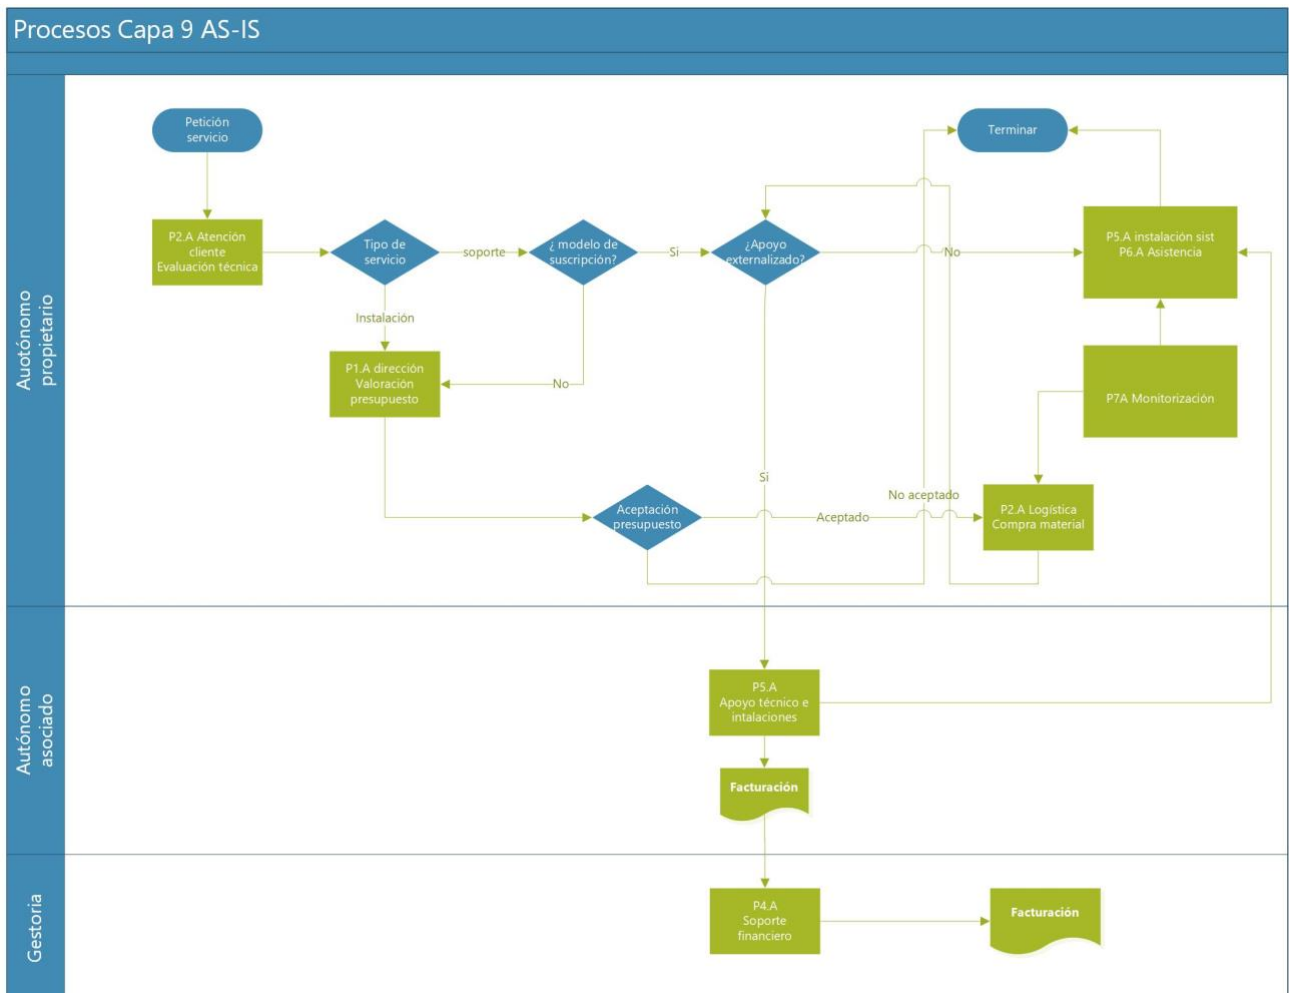 Procesos Capa 9 AS-IS
Auotónomo
propietario
Petición
servicio
Terminar
P2.A Atención
cliente
Evaluación técnica
Tipo de
servicio
soporte
¿ modelo de
suscripción?
Si
¿Apoyo
externalizado?
No
P5.A instalación sist
P6.A Asistencia
Instalación
P1.A dirección
Valoración
presupuesto
No
P7A Monitorización
Si
Aceptación
presupuesto
Aceptado
No aceptado
P2.A Logística
Compra material
Autónomo
asociado
P5.A
Apoyo técnico e
intalaciones
Facturación
Gestoria
P4.A
Soporte
financiero
Facturación